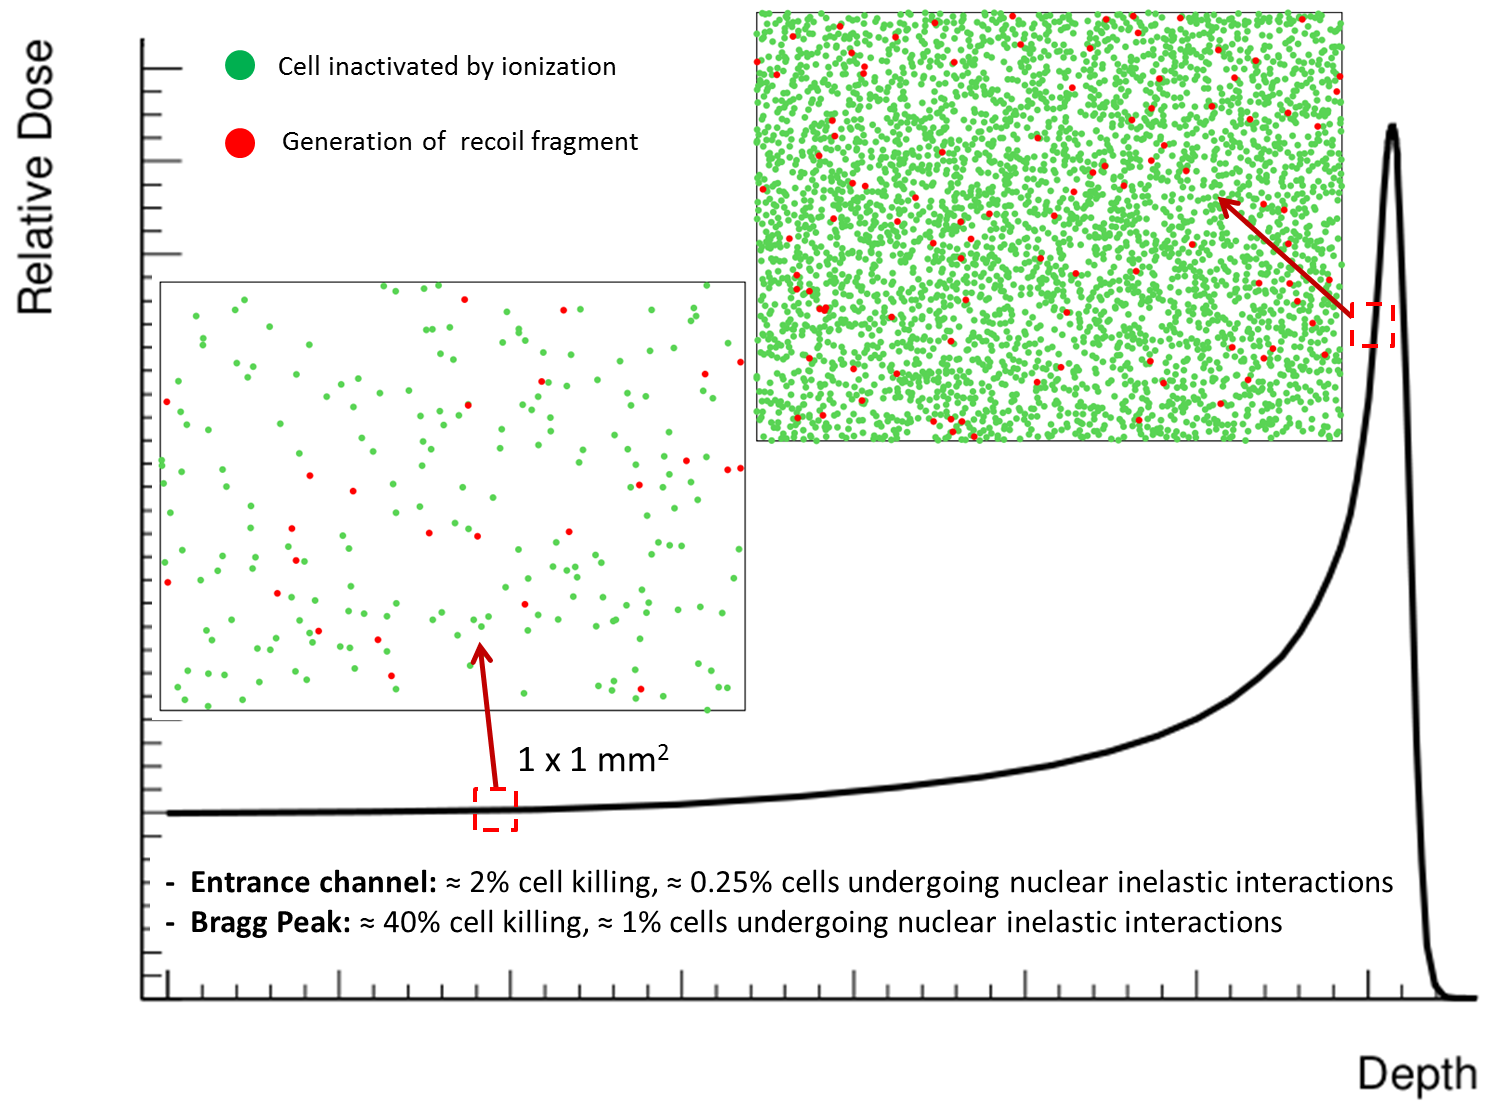 Relative Dose
Cell inactivated by ionization
Generation of recoil fragment
1 x 1 mm²
- Entrance channel: ≈ 2% cell killing, ≈ 0.25% cells undergoing nuclear inelastic interactions
- Bragg Peak: ≈ 40% cell killing, ≈ 1% cells undergoing nuclear inelastic interactions
Depth